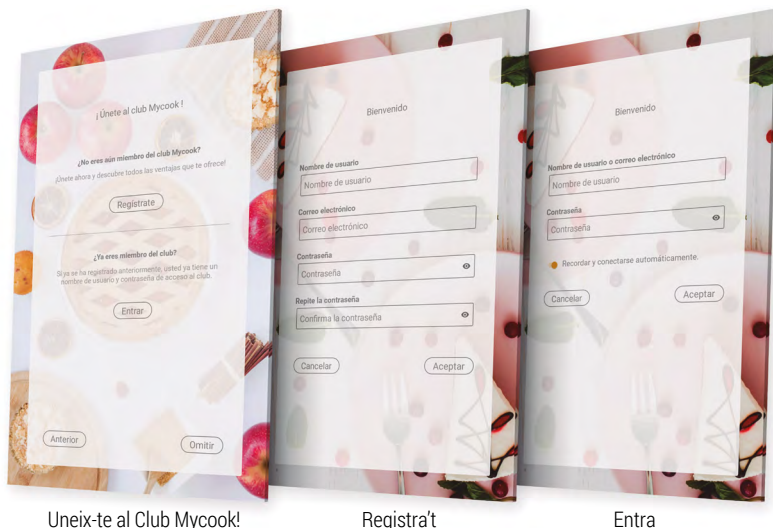 ¡Únete al club Mycook!
¿No eres aún miembro del club Mycook?
¡Únete ahora y descubre todos las ventajas que te ofrece!
Regístrate
¿Ya eres miembro del club?
Si ya se ha registrado anteriormente, usted ya tiene un
nombre de usuario y contraseña de acceso al club.
Entrar
Anterior
Omitir
Bienvenido
Nombre de usuario
Nombre de usuario
Correo electrónico
Correo electrónico
Contraseña
Contraseña
Repite la contraseña
Confirma la contraseña
Cancelar
Aceptar
Bienvenido
Nombre de usuario o correo electrónico
Nombre de usuario
Contraseña
Contraseña
Recordar y conectarse automáticamente.
Cancelar
Aceptar
Uneix-te al Club Mycook!
Registra't
Entra